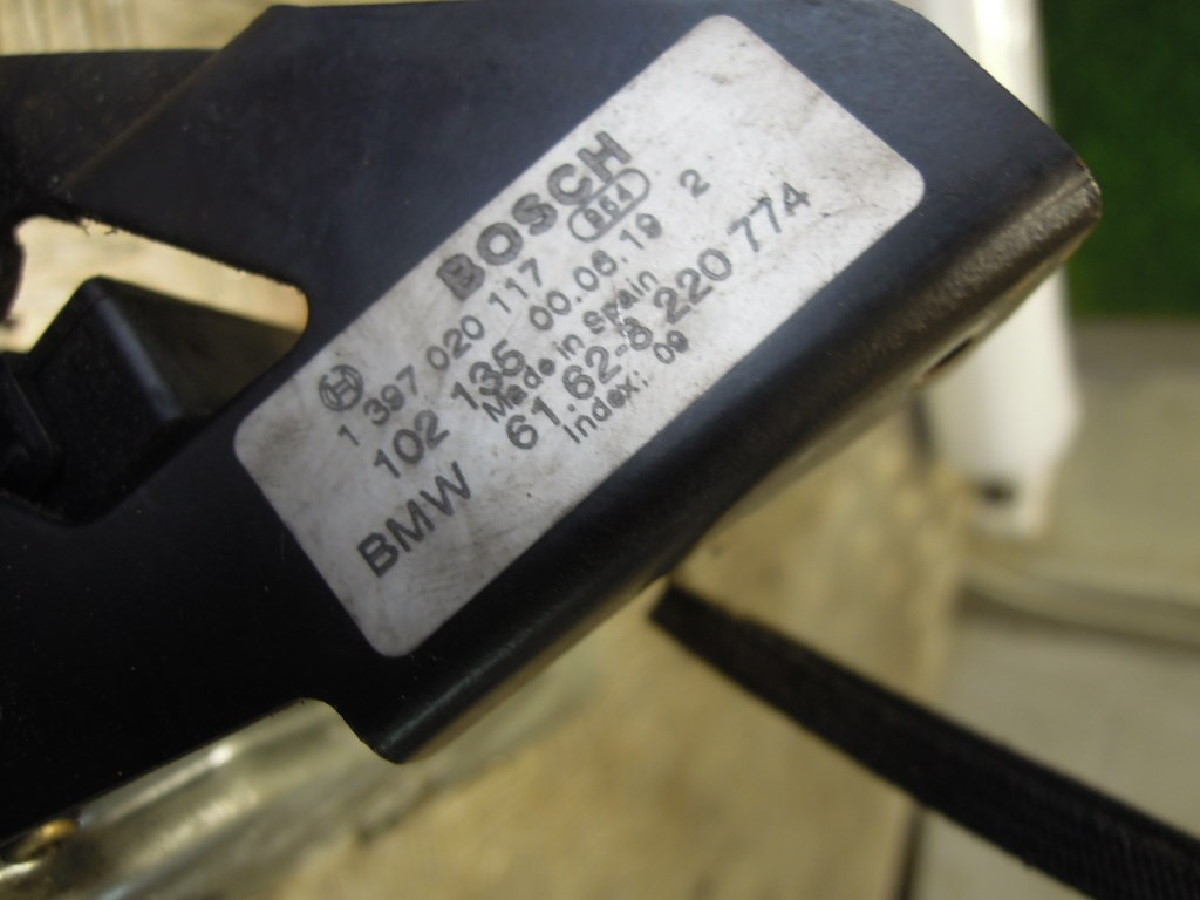 BOSCH
964
1 397 020 117
102 135 00.06.19 2
Made in spain
BMW 61.62-8 220 774
Index: 09